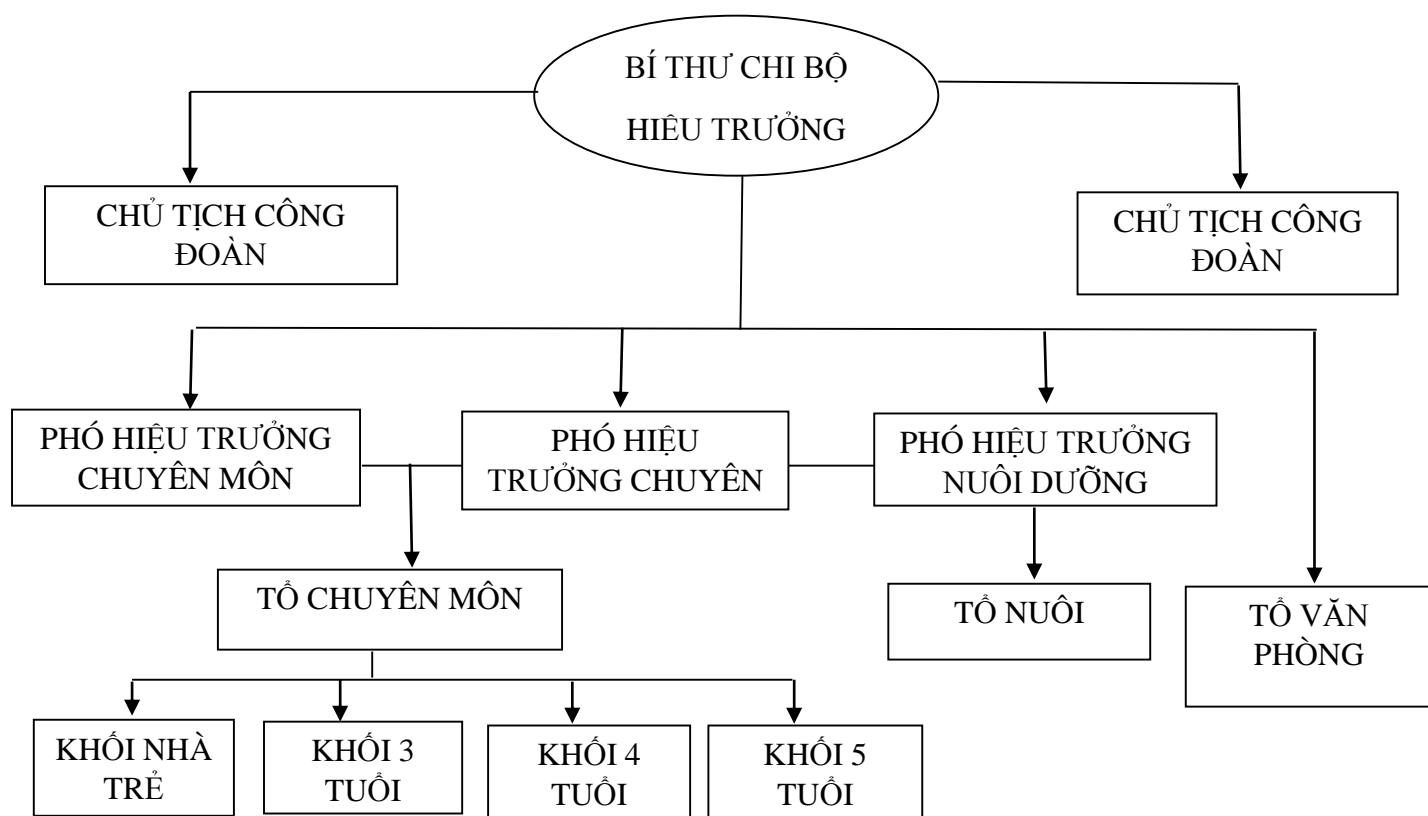 BÍ THƯ CHI BỘ
HIÊU TRƯỞNG
CHỦ TỊCH CÔNG
ĐOÀN
CHỦ TỊCH CÔNG
ĐOÀN
PHÓ HIỆU TRƯỞNG
CHUYÊN MÔN
PHÓ HIỆU
TRƯỞNG CHUYÊN
PHÓ HIỆU TRƯỞNG
NUÔI DƯỠNG
TỔ CHUYÊN MÔN
TỔ NUÔI
TỔ VĂN
PHÒNG
KHỐI NHÀ
TRẺ
KHỐI 3
TUỔI
KHỐI 4
TUỔI
KHỐI 5
TUỔI